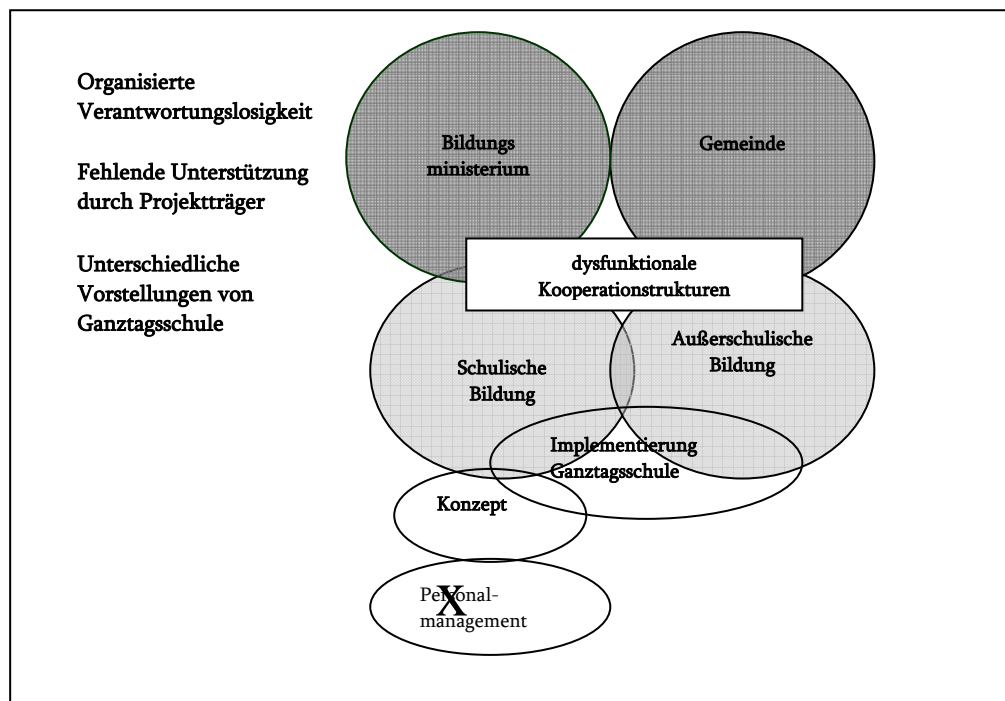 Organisierte
Verantwortungslosigkeit
Fehlende Unterstützung
durch Projektträger
Unterschiedliche
Vorstellungen von
Ganztagsschule
Bildungs
ministerium
Gemeinde
dysfunktionale
Kooperationstrukturen
Schulische
Bildung
Außerschulische
Bildung
Implementierung
Ganztagsschule
Konzept
Personal-
management
X